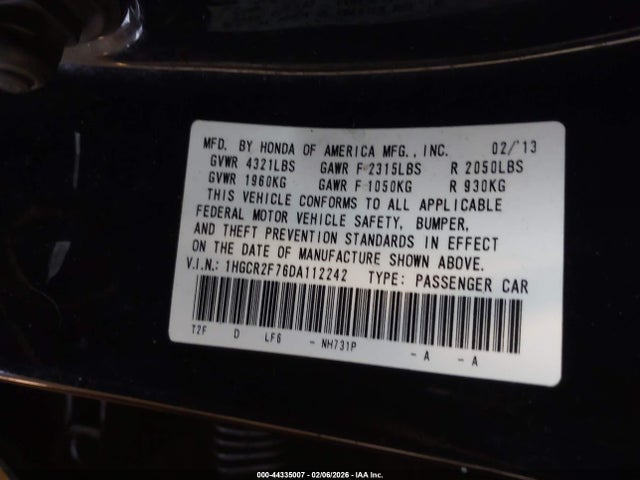 MFD. BY HONDA OF AMERICA MFG., INC. 02/'13
GVWR 4321LBS GAWR F 2315LBS R 2050LBS
GVWR 1960KG GAWR F 1050KG R 930KG
THIS VEHICLE CONFORMS TO ALL APPLICABLE
FEDERAL MOTOR VEHICLE SAFETY, BUMPER,
AND THEFT PREVENTION STANDARDS IN EFFECT
ON THE DATE OF MANUFACTURE SHOWN ABOVE.
V.I.N.: 1HGCR2F76DA112242 TYPE: PASSENGER CAR
T2F D LF6 - NH731P - A - A
000-44335007 - 02/06/2026 - IAA Inc.